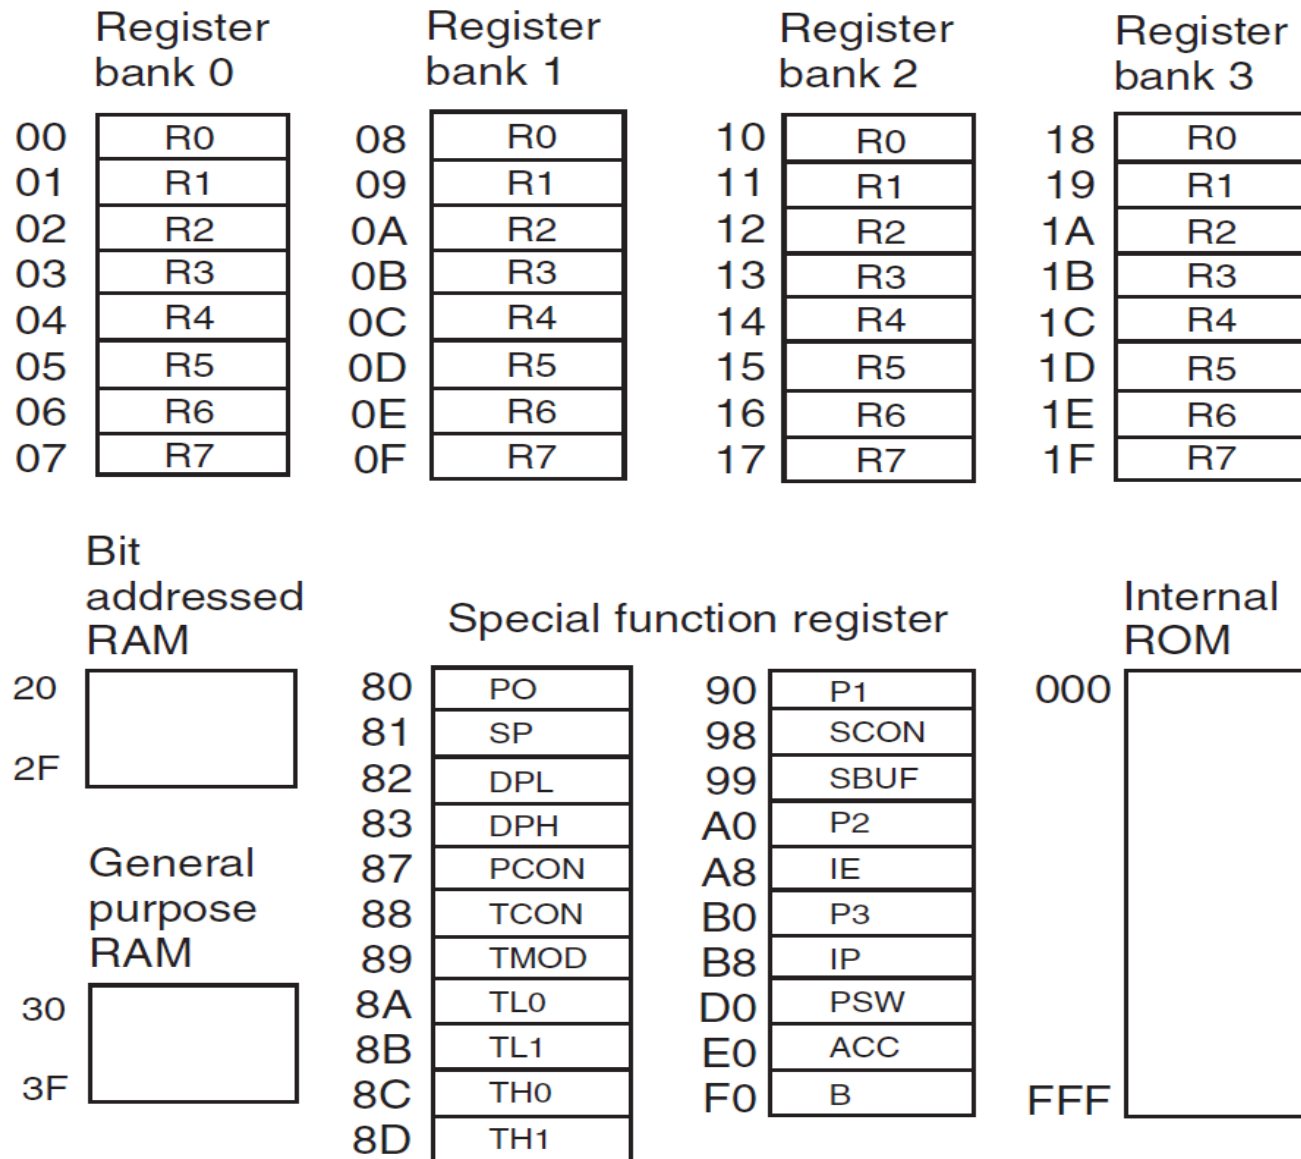 Register
bank 0
Register
bank 1
Register
bank 2
Register
bank 3
00 R0
01 R1
02 R2
03 R3
04 R4
05 R5
06 R6
07 R7
08 R0
09 R1
0A R2
0B R3
0C R4
0D R5
0E R6
0F R7
10 R0
11 R1
12 R2
13 R3
14 R4
15 R5
16 R6
17 R7
18 R0
19 R1
1A R2
1B R3
1C R4
1D R5
1E R6
1F R7
Bit
addressed
RAM
20
2F
General
purpose
RAM
30
3F
Special function register
80 PO
81 SP
82 DPL
83 DPH
87 PCON
88 TCON
89 TMOD
8A TL0
8B TL1
8C TH0
8D TH1
90 P1
98 SCON
99 SBUF
A0 P2
A8 IE
B0 P3
B8 IP
D0 PSW
E0 ACC
F0 B
Internal
ROM
000
FFF